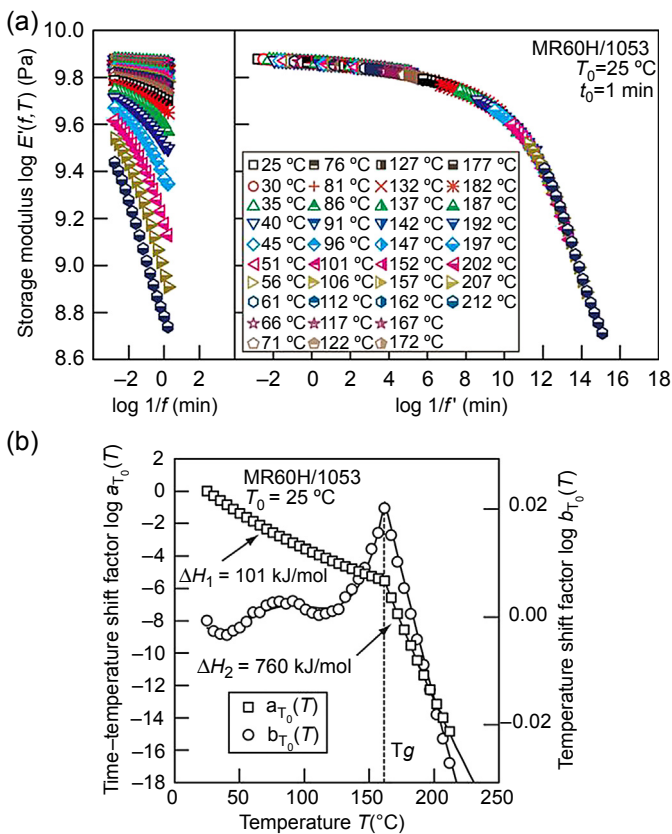 (a)
10.0
9.8
9.6
9.4
9.2
9.0
8.8
8.6
Storage modulus log E'(f,T) (Pa)
MR60H/1053
T₀=25 ºC
t₀=1 min
25 ºC 76 ºC 127 ºC 177 ºC
30 ºC 81 ºC 132 ºC 182 ºC
35 ºC 86 ºC 137 ºC 187 ºC
40 ºC 91 ºC 142 ºC 192 ºC
45 ºC 96 ºC 147 ºC 197 ºC
51 ºC 101 ºC 152 ºC 202 ºC
56 ºC 106 ºC 157 ºC 207 ºC
61 ºC 112 ºC 162 ºC 212 ºC
66 ºC 117 ºC 167 ºC
71 ºC 122 ºC 172 ºC
−2 0 2 4 −2 0 2 4 6 8 10 12 14 16 18
log 1/f (min) log 1/f' (min)
(b)
2
0
−2
−4
−6
−8
−10
−12
−14
−16
−18
Time–temperature shift factor log aT₀(T)
MR60H/1053
T₀ = 25 ºC
ΔH₁ = 101 kJ/mol
ΔH₂ = 760 kJ/mol
aT₀(T)
bT₀(T)
Tg
0.02
0.00
−0.02
Temperature shift factor log bT₀(T)
0 50 100 150 200 250
Temperature T(°C)